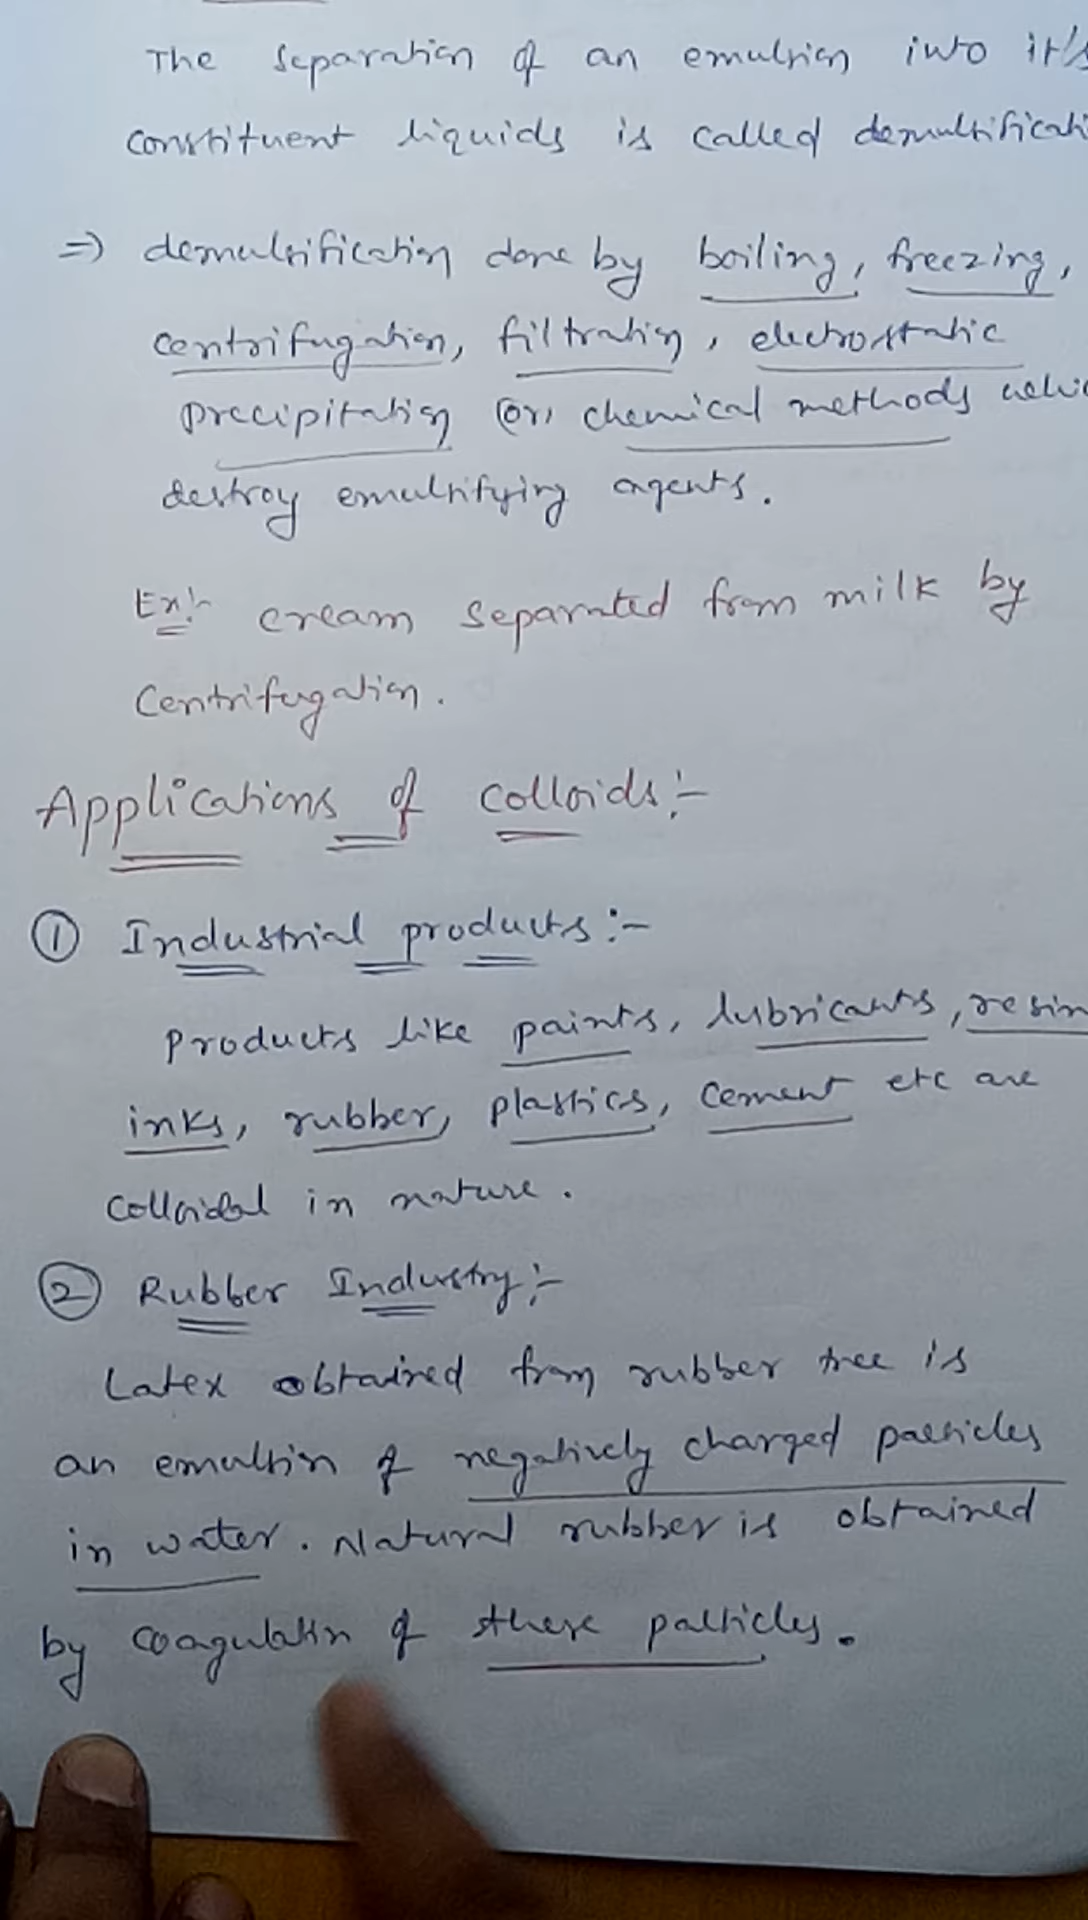 The separation of an emulsion into it's
constituent liquids is called demulsificati
=) demulsification done by boiling, freezing,
centrifugation, filtration, electrostatic
precipitation (or) chemical methods whic
destroy emulsifying agents.
Ex:- cream separated from milk by
Centrifugation.
Applications of colloids:-
① Industrial products:-
Products like paints, lubricants, resin
inks, rubber, plastics, cement etc are
colloidal in nature.
② Rubber Industry:-
Latex obtained from rubber tree is
an emulsion of negatively charged particles
in water. Natural rubber is obtained
by coagulation of these particles.